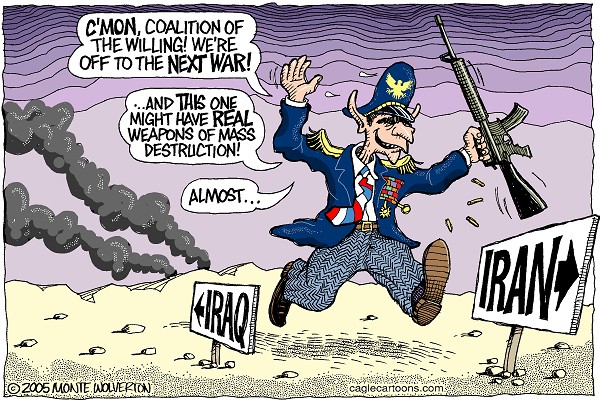 C'MON, COALITION OF
THE WILLING! WE'RE
OFF TO THE NEXT WAR!
...AND THIS ONE
MIGHT HAVE REAL
WEAPONS OF MASS
DESTRUCTION!
ALMOST...
IRAQ
IRAN
©2005 MONTE WOLVERTON
caglecartoons.com